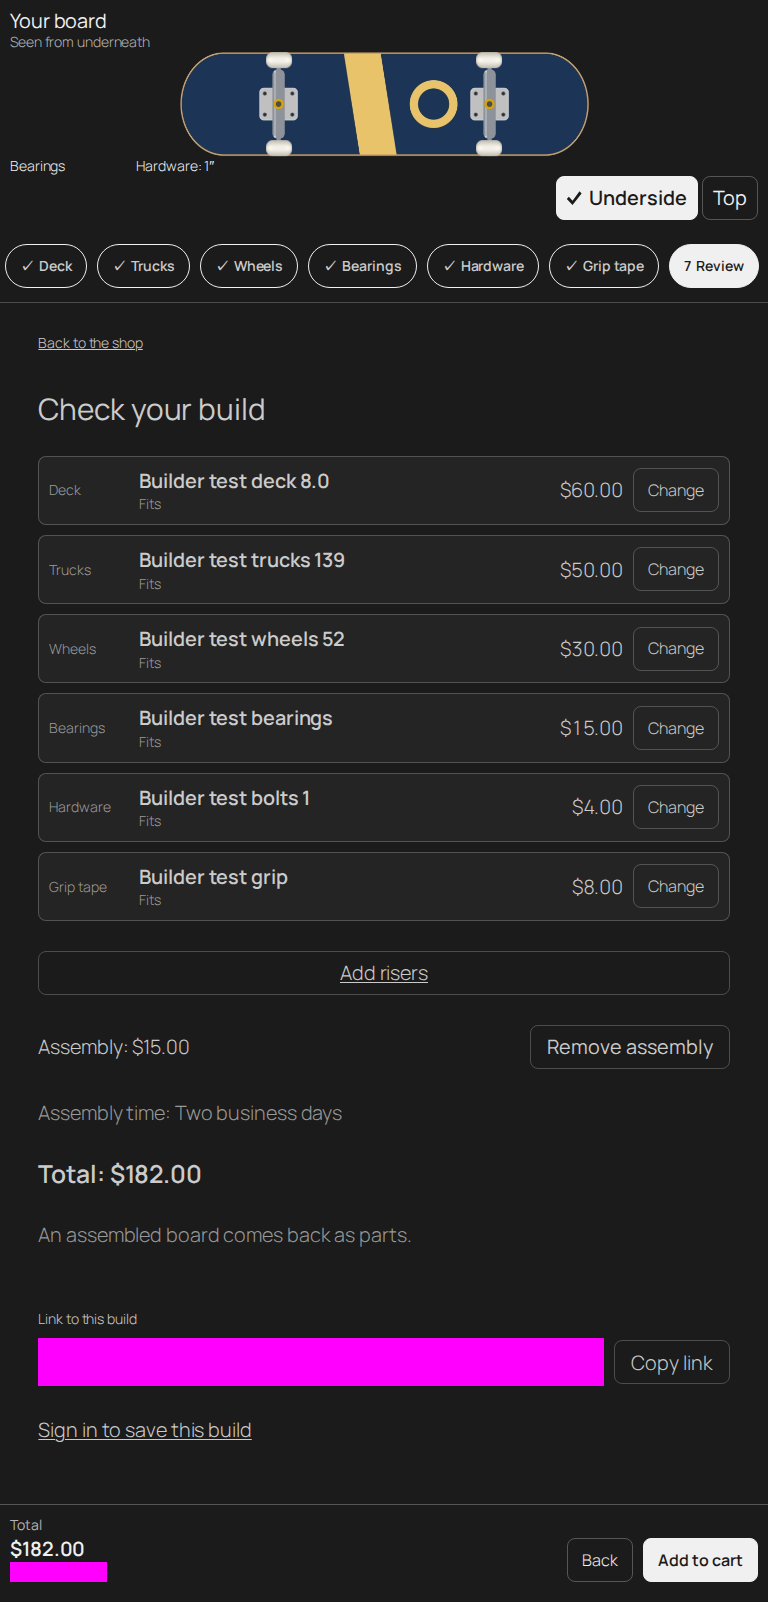 Your board
Seen from underneath
Bearings
Hardware: 1″
✓ Underside
Top
✓ Deck
✓ Trucks
✓ Wheels
✓ Bearings
✓ Hardware
✓ Grip tape
7 Review
Back to the shop
Check your build
Deck
Builder test deck 8.0
Fits
$60.00
Change
Trucks
Builder test trucks 139
Fits
$50.00
Change
Wheels
Builder test wheels 52
Fits
$30.00
Change
Bearings
Builder test bearings
Fits
$15.00
Change
Hardware
Builder test bolts 1
Fits
$4.00
Change
Grip tape
Builder test grip
Fits
$8.00
Change
Add risers
Assembly: $15.00
Remove assembly
Assembly time: Two business days
Total: $182.00
An assembled board comes back as parts.
Link to this build
Copy link
Sign in to save this build
Total
$182.00
Back
Add to cart